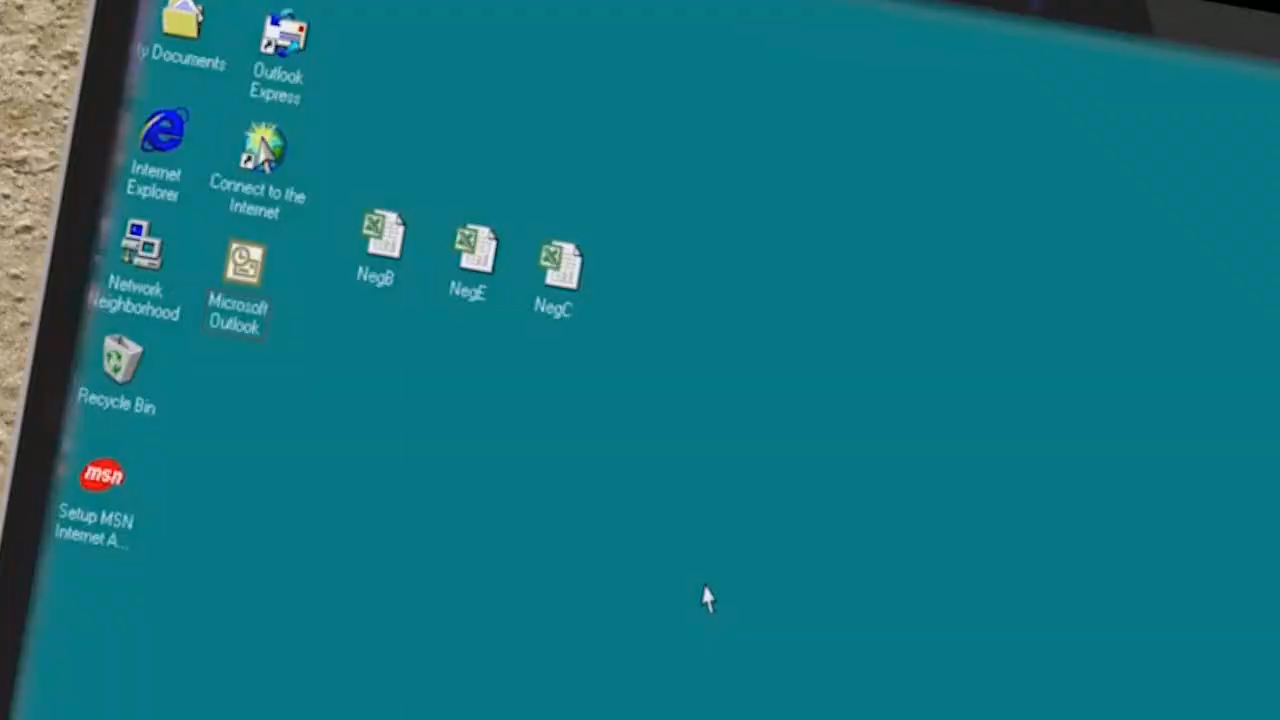 y Documents
Outlook
Express
Internet
Explorer
Connect to the
Internet
Network
Neighborhood
Microsoft
Outlook
NegB
NegE
NegC
Recycle Bin
msn
Setup MSN
Internet A...